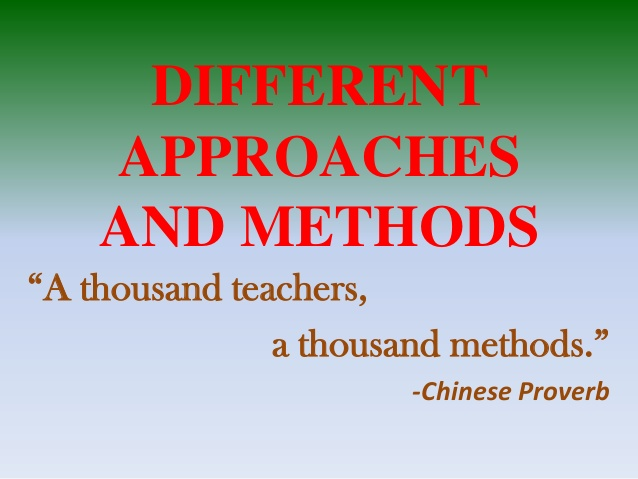 DIFFERENT
APPROACHES
AND METHODS
“A thousand teachers,
a thousand methods.”
-Chinese Proverb